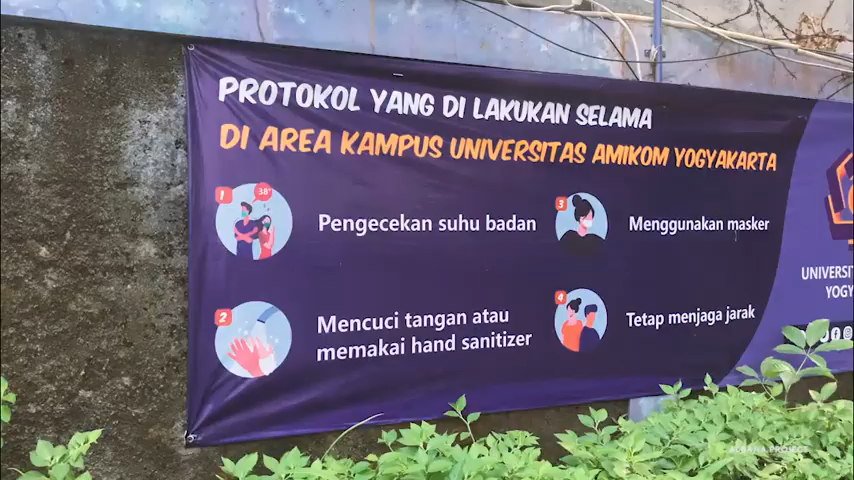 PROTOKOL YANG DI LAKUKAN SELAMA
DI AREA KAMPUS UNIVERSITAS AMIKOM YOGYAKARTA
1
38°
Pengecekan suhu badan
3
Menggunakan masker
2
Mencuci tangan atau
memakai hand sanitizer
4
Tetap menjaga jarak
UNIVERSIT
YOGY